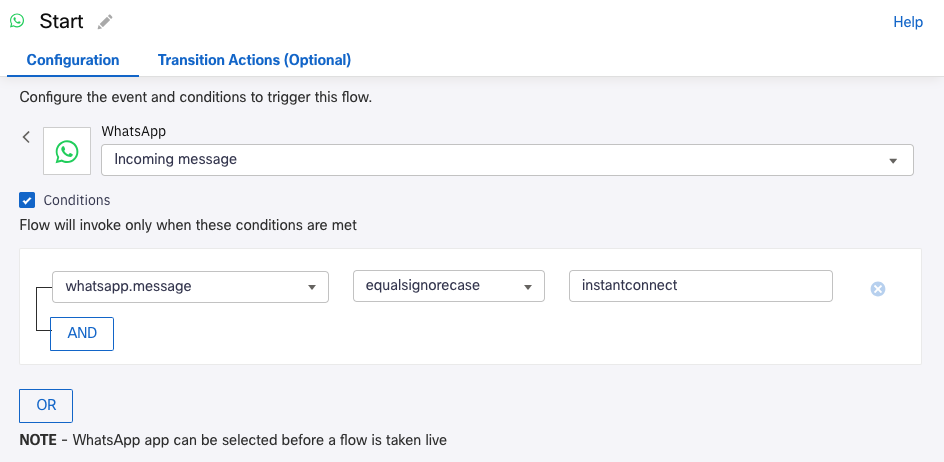 Start
Help
Configuration
Transition Actions (Optional)
Configure the event and conditions to trigger this flow.
WhatsApp
Incoming message
Conditions
Flow will invoke only when these conditions are met
whatsapp.message
equalsignorecase
instantconnect
AND
OR
NOTE - WhatsApp app can be selected before a flow is taken live